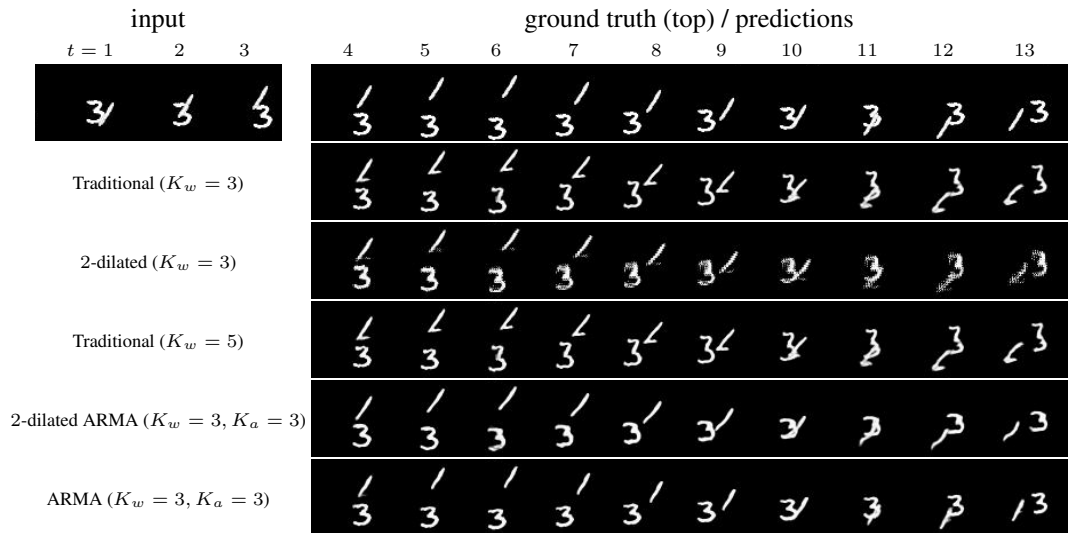 input ground truth (top) / predictions
t = 1 2 3 4 5 6 7 8 9 10 11 12 13
Traditional (K_w = 3)
2-dilated (K_w = 3)
Traditional (K_w = 5)
2-dilated ARMA (K_w = 3, K_a = 3)
ARMA (K_w = 3, K_a = 3)